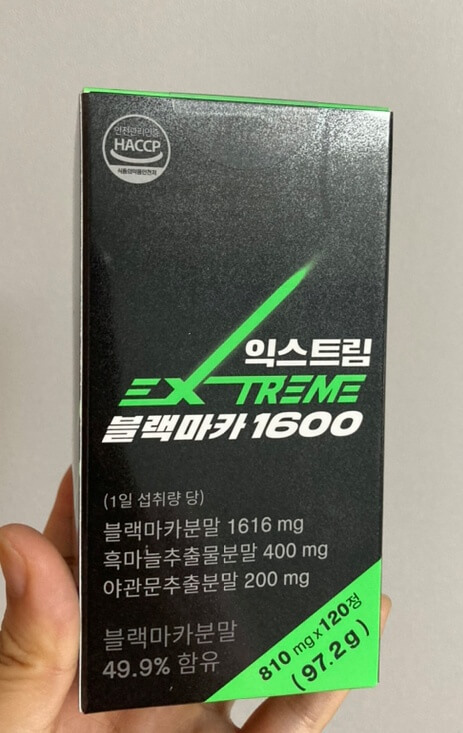 안전관리인증
HACCP
식품의약품안전처
익스트림
EXTREME
블랙마카 1600
(1일 섭취량 당)
블랙마카분말 1616 mg
흑마늘추출물분말 400 mg
야관문추출분말 200 mg
블랙마카분말
49.9% 함유
810 mg x 120정
(97.2g)